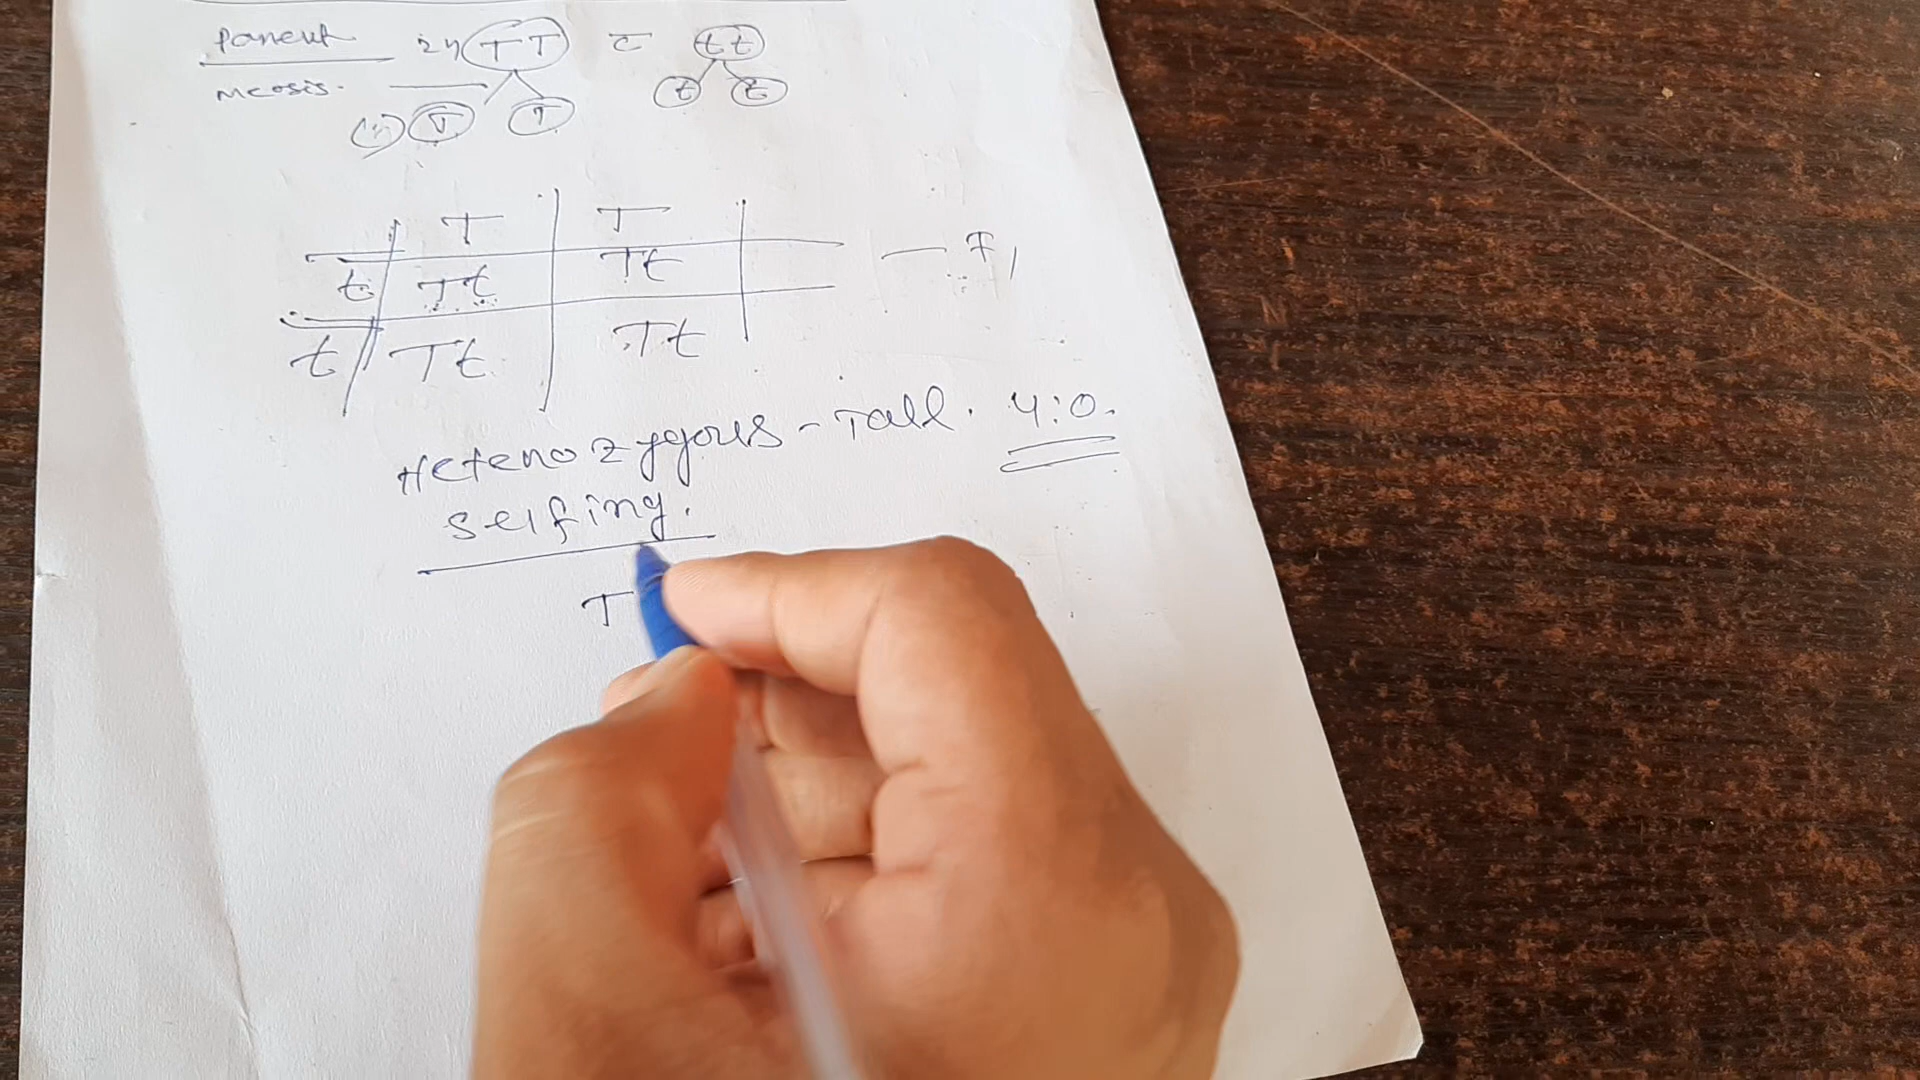 Parent 2n TT c tt
meosis. t t
(n) T T
T T
t Tt Tt — F1
t Tt Tt
Heterozygous - Tall. 4:0.
selfing.
T